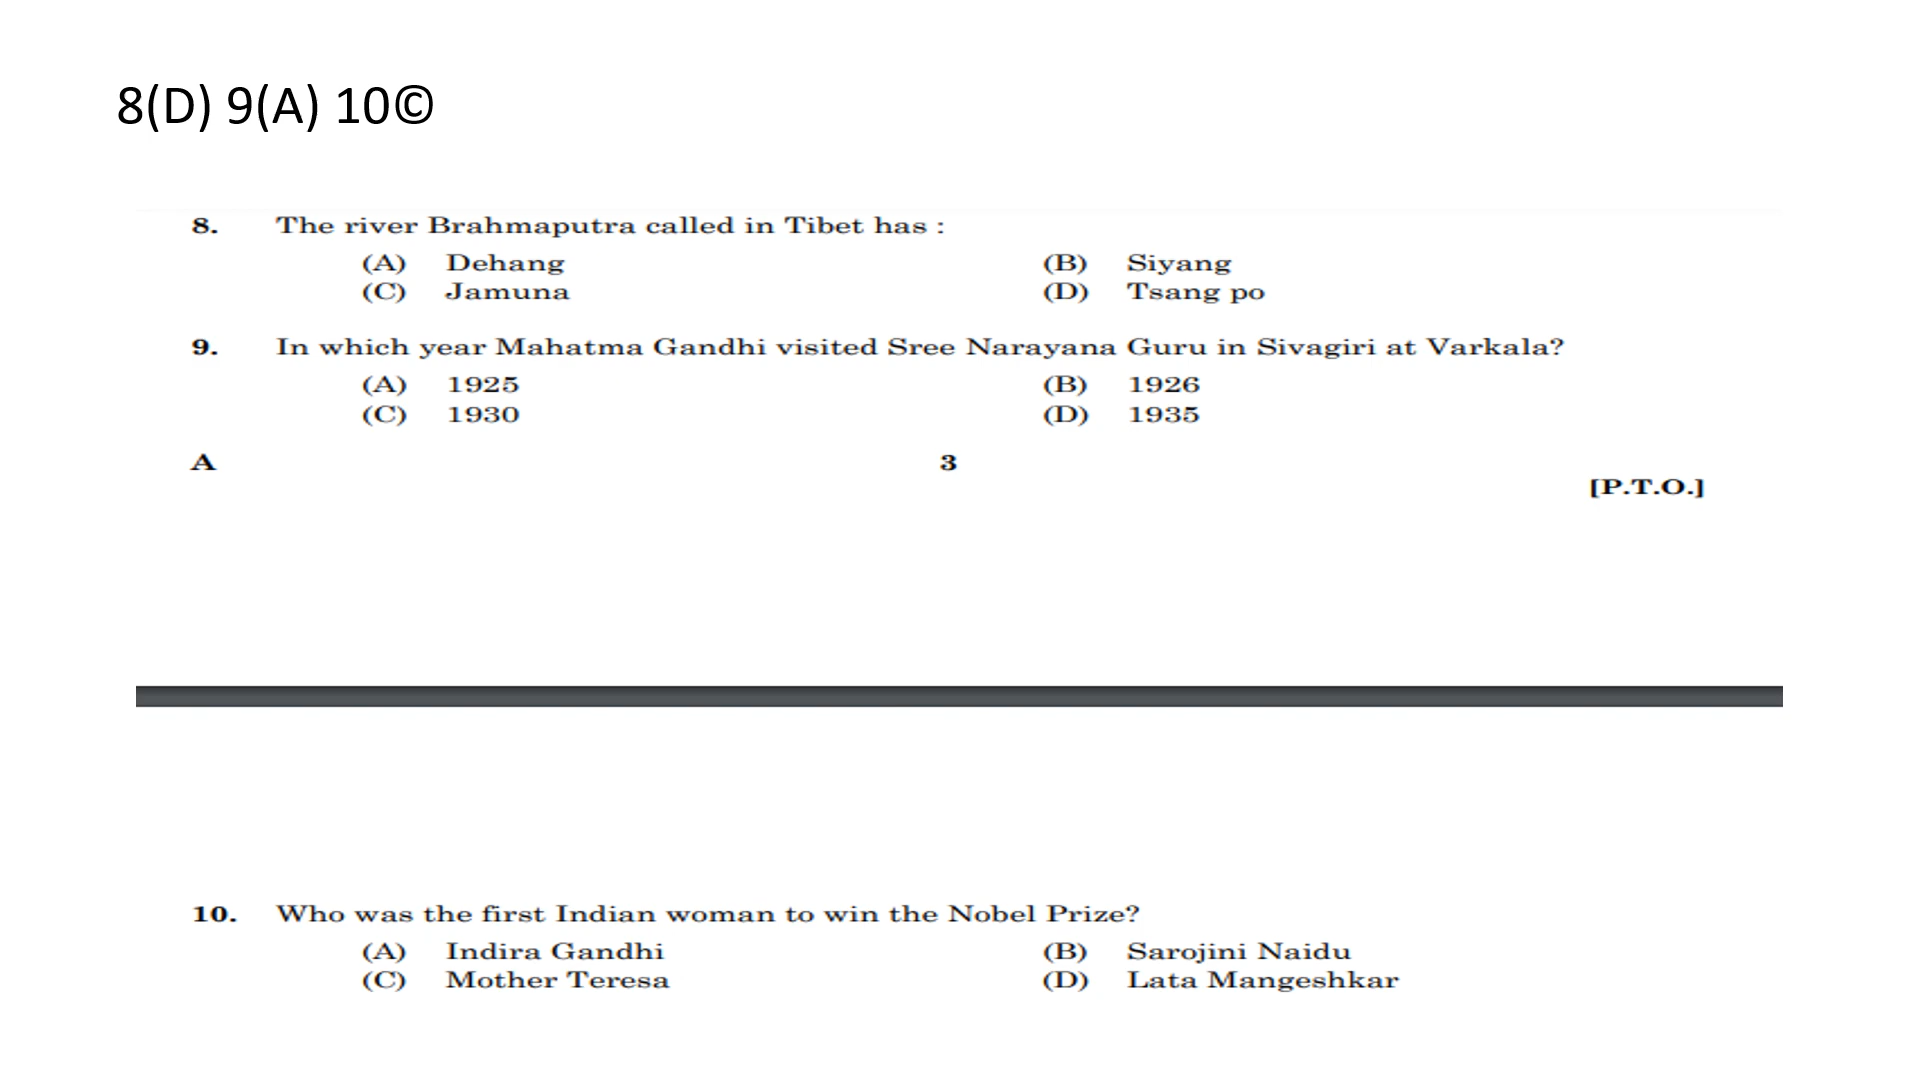 8(D) 9(A) 10©
8. The river Brahmaputra called in Tibet has :
(A) Dehang (B) Siyang
(C) Jamuna (D) Tsang po
9. In which year Mahatma Gandhi visited Sree Narayana Guru in Sivagiri at Varkala?
(A) 1925 (B) 1926
(C) 1930 (D) 1935
A 3
[P.T.O.]
10. Who was the first Indian woman to win the Nobel Prize?
(A) Indira Gandhi (B) Sarojini Naidu
(C) Mother Teresa (D) Lata Mangeshkar